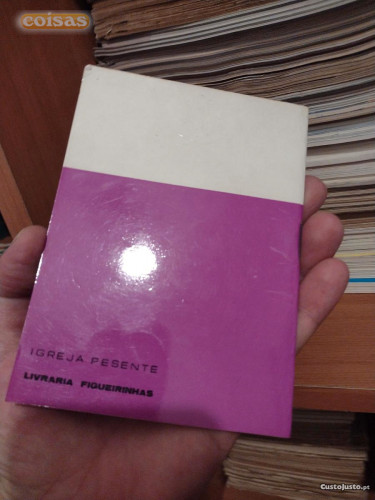 coisas
IGREJA PESENTE
LIVRARIA FIGUEIRINHAS
CustoJusto.pt